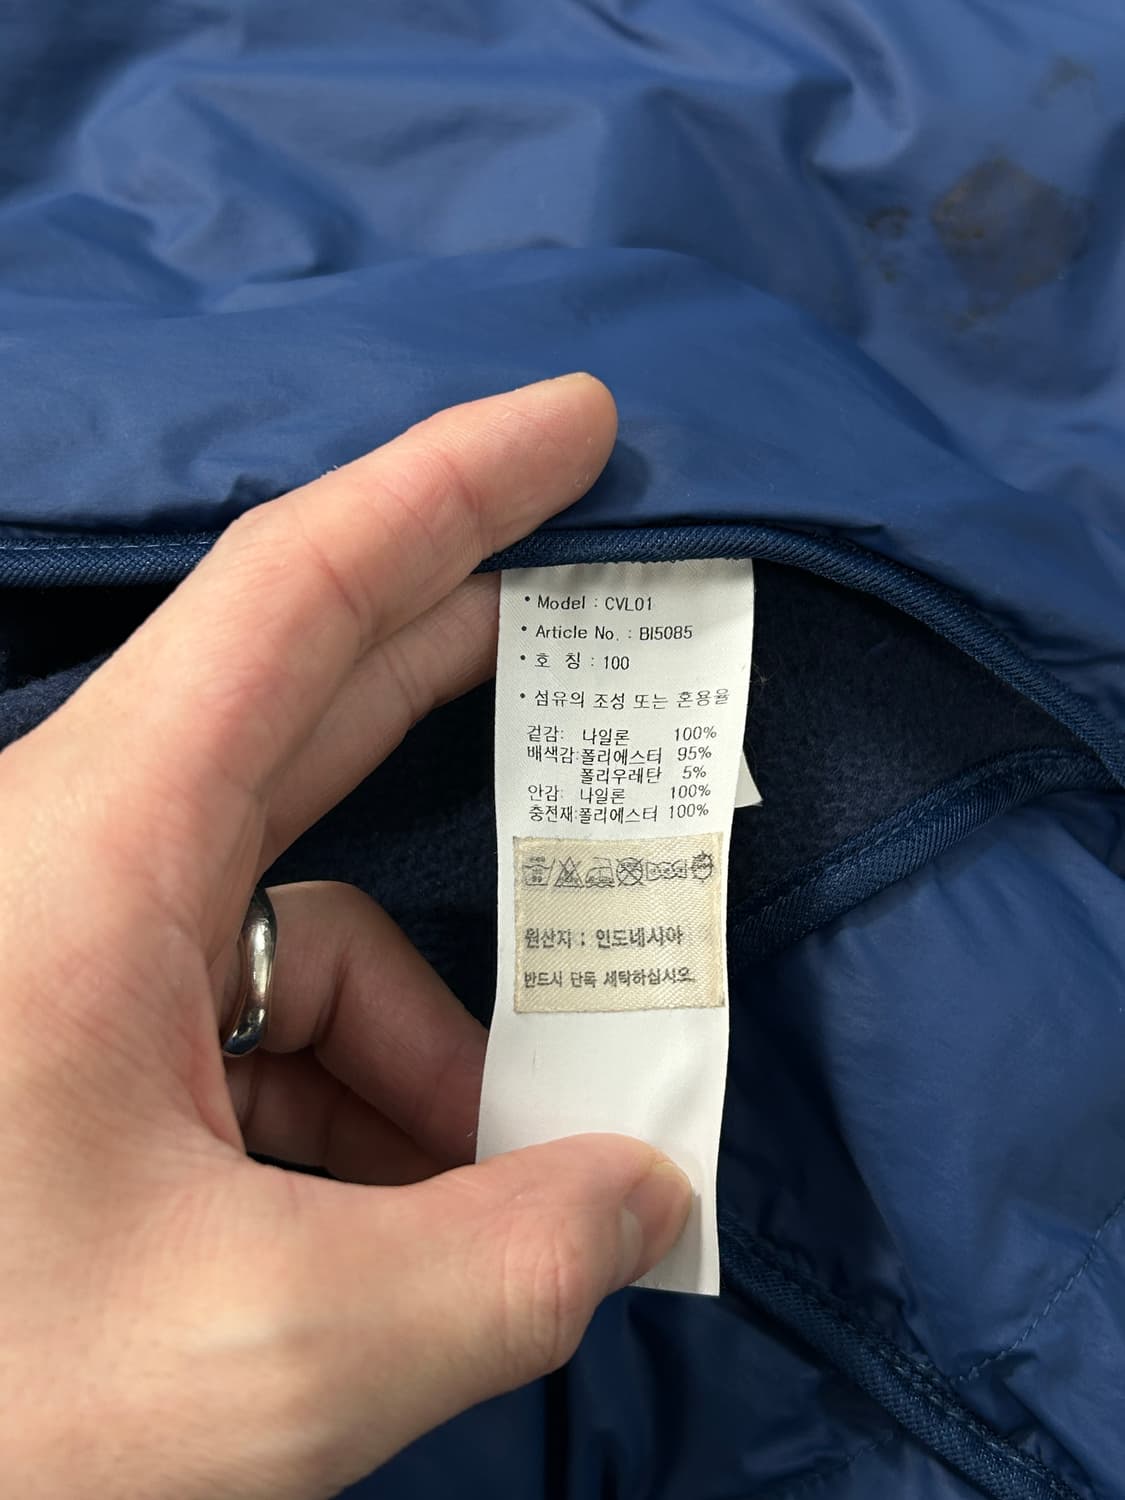 • Model : CVL01
• Article No. : BI5085
• 호 칭 : 100
• 섬유의 조성 또는 혼용율
겉감: 나일론 100%
배색감:폴리에스터 95%
폴리우레탄 5%
안감: 나일론 100%
충전재:폴리에스터 100%
원산지 : 인도네시아
반드시 단독 세탁하십시오.